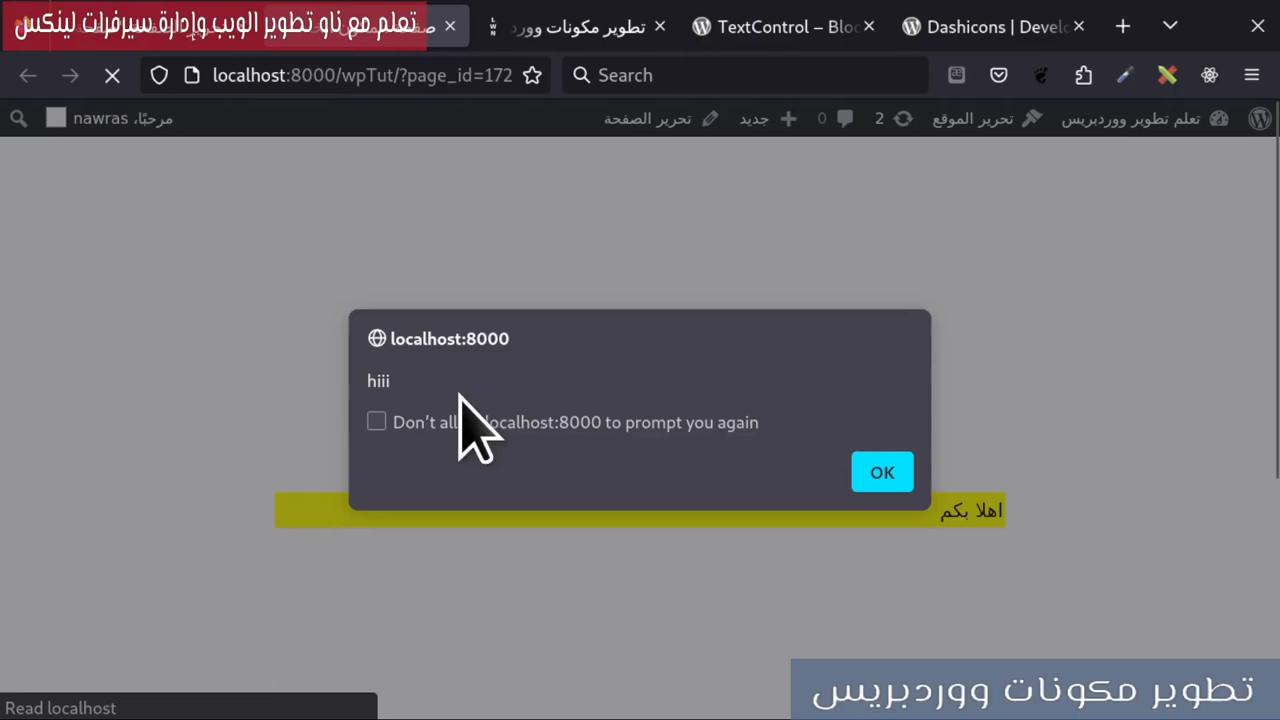 تعلم مع ناو تطوير الويب وإدارة سيرفرات لينكس
تطوير مكونات وورد
TextControl – Bloc
Dashicons | Develo
localhost:8000/wpTut/?page_id=172
Search
مرحبًا، nawras
تحرير الصفحة
جديد
0
2
تحرير الموقع
تعلم تطوير ووردبريس
localhost:8000
hiii
Don't all localhost:8000 to prompt you again
OK
اهلا بكم
Read localhost
تطوير مكونات ووردبريس